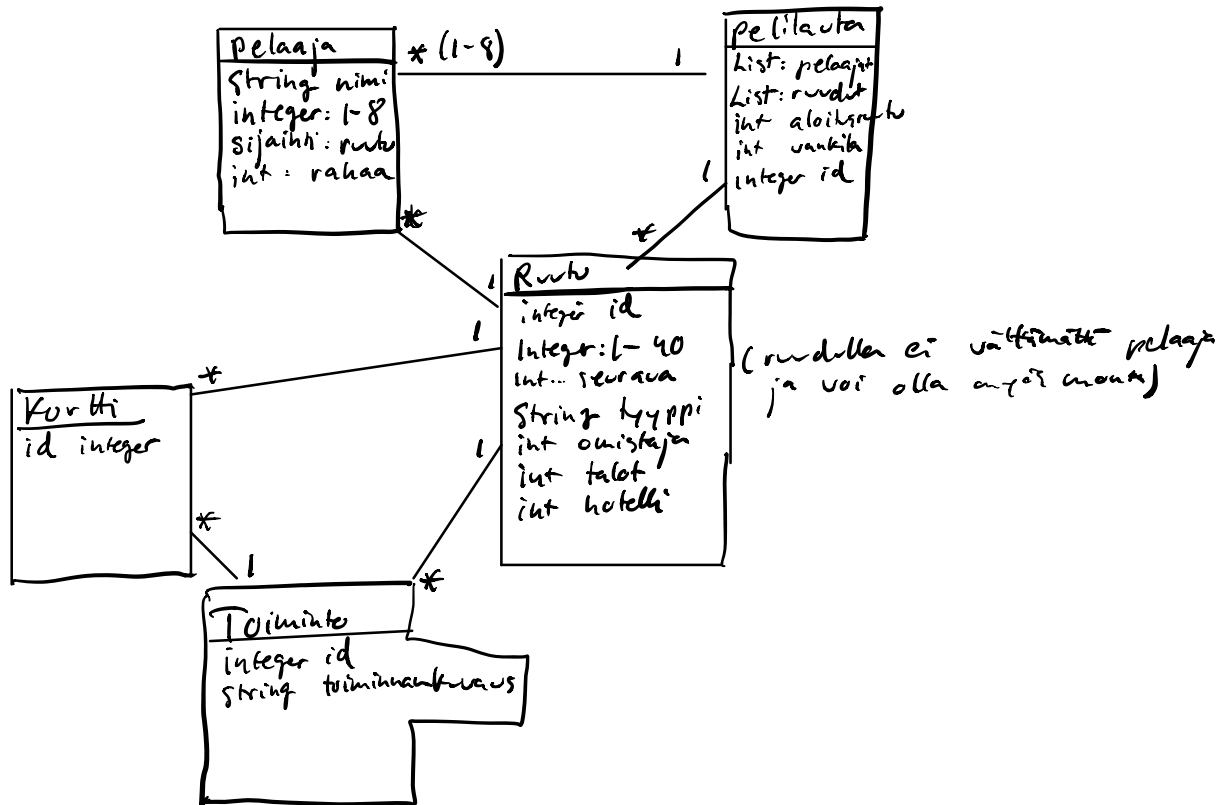 Pelaaja
String nimi
integer: 1-8
sijainti: ruutu
int: rahaa
* (1-8)
1
Pelilauta
List: pelaajat
List: ruudut
int aloitusruutu
int vankila
integer id
*
1
1
*
Ruutu
integer id
Integer: 1-40
int... seuraava
String tyyppi
int omistaja
int talot
int hotelli
(ruudulla ei välttämättä pelaaja
ja voi olla myös monta)
1
*
Kortti
id integer
1
*
*
1
Toiminto
integer id
string toiminnankuvaus